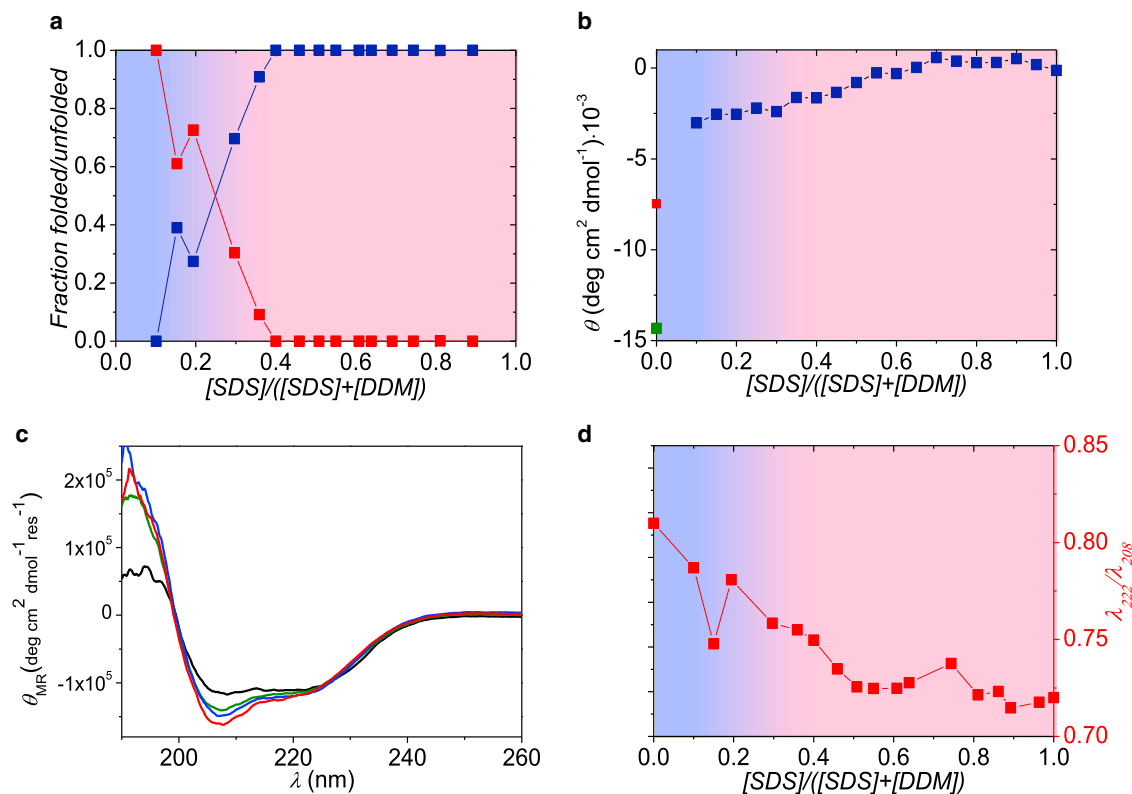 a
Fraction folded/unfolded
1.0
0.8
0.6
0.4
0.2
0.0
0.0 0.2 0.4 0.6 0.8 1.0
[SDS]/([SDS]+[DDM])
b
θ (deg cm² dmol⁻¹)·10⁻³
0
-5
-10
-15
0.0 0.2 0.4 0.6 0.8 1.0
[SDS]/([SDS]+[DDM])
c
θMR (deg cm² dmol⁻¹ res⁻¹)
2x10⁵
1x10⁵
0
-1x10⁵
200 220 240 260
λ (nm)
d
0.85
0.80
0.75
0.70
λ222/λ208
0.0 0.2 0.4 0.6 0.8 1.0
[SDS]/([SDS]+[DDM])